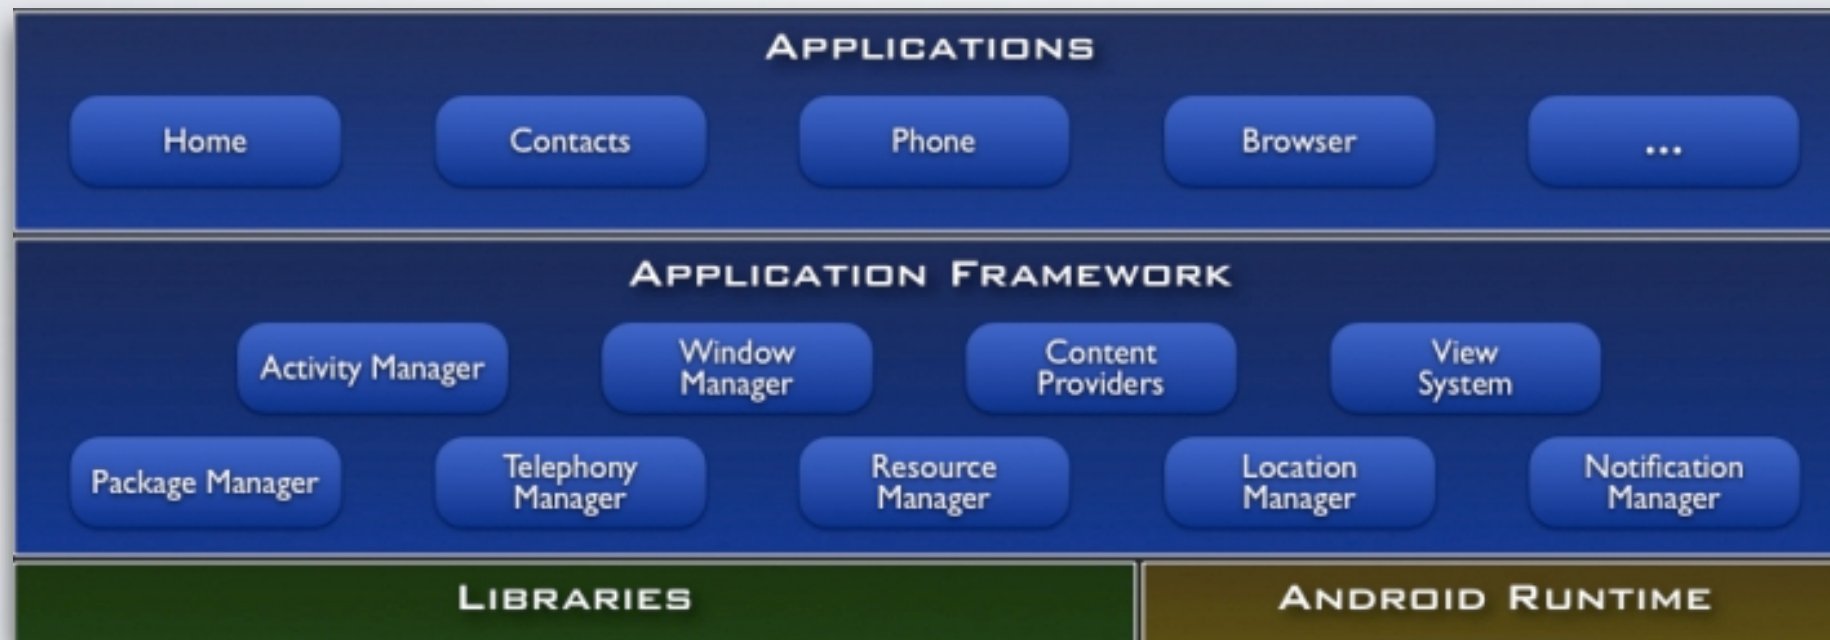 APPLICATIONS
Home
Contacts
Phone
Browser
...
APPLICATION FRAMEWORK
Activity Manager
Window
Manager
Content
Providers
View
System
Package Manager
Telephony
Manager
Resource
Manager
Location
Manager
Notification
Manager
LIBRARIES
ANDROID RUNTIME